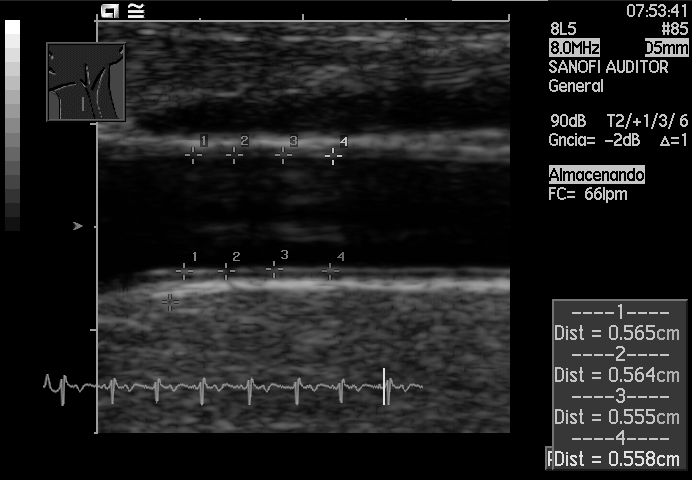 07:53:41
8L5 #85
8.0MHz D5mm
SANOFI AUDITOR
General
90dB T2/+1/3/ 6
Gncia= -2dB Δ=1
Almacenando
FC= 66lpm
1 2 3 4
1 2 3 4
----1----
Dist = 0.565cm
----2----
Dist = 0.564cm
----3----
Dist = 0.555cm
----4----
Dist = 0.558cm